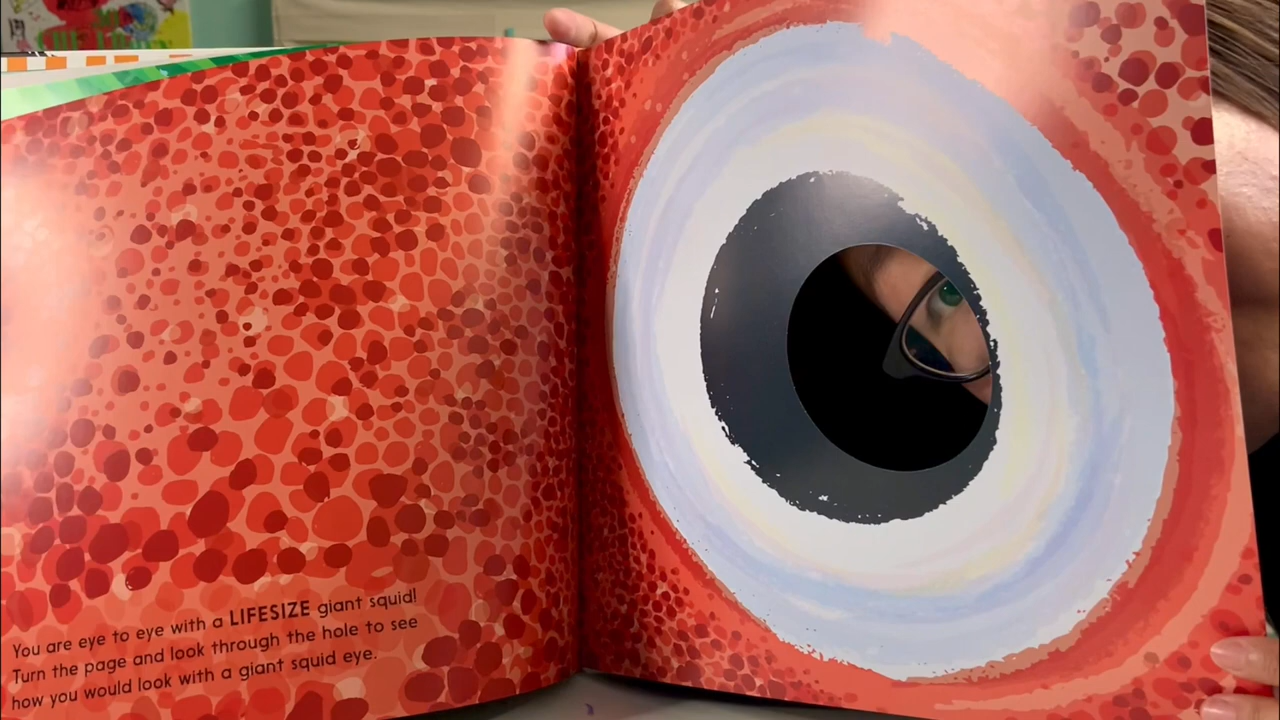 You are eye to eye with a LIFESIZE giant squid!
Turn the page and look through the hole to see
how you would look with a giant squid eye.